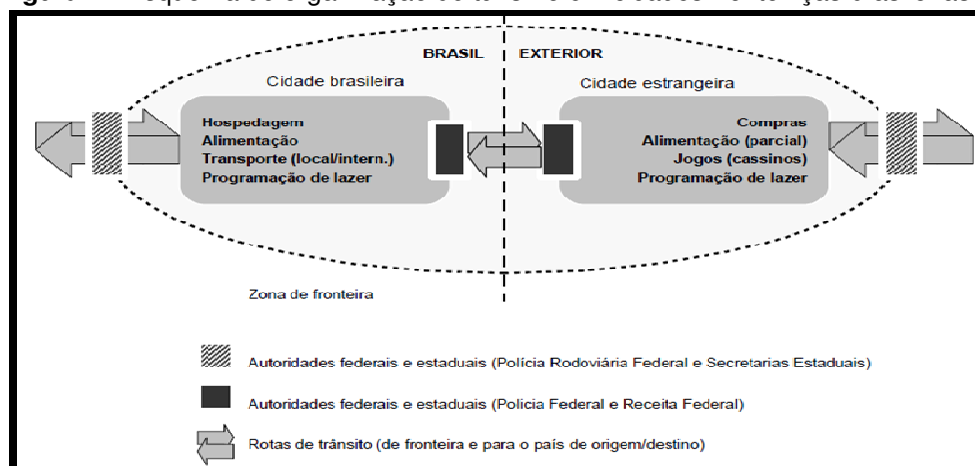 BRASIL EXTERIOR
Cidade brasileira
Cidade estrangeira
Hospedagem
Alimentação
Transporte (local/intern.)
Programação de lazer
Compras
Alimentação (parcial)
Jogos (cassinos)
Programação de lazer
Zona de fronteira
Autoridades federais e estaduais (Polícia Rodoviária Federal e Secretarias Estaduais)
Autoridades federais e estaduais (Policia Federal e Receita Federal)
Rotas de trânsito (de fronteira e para o país de origem/destino)